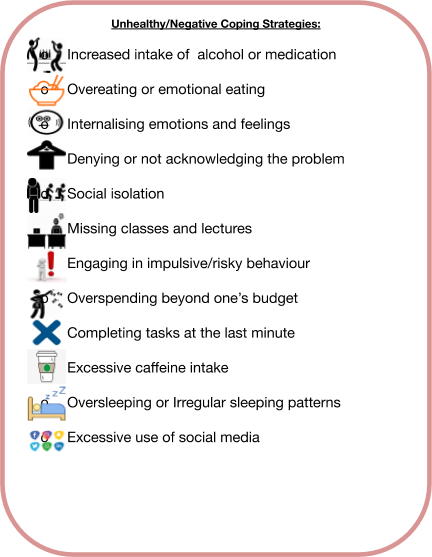 Unhealthy/Negative Coping Strategies:
Increased intake of  alcohol or medication
Overeating or emotional eating
Internalising emotions and feelings
Denying or not acknowledging the problem
Social isolation
Missing classes and lectures
Engaging in impulsive/risky behaviour
Overspending beyond one’s budget
Completing tasks at the last minute
Excessive caffeine intake
Oversleeping or Irregular sleeping patterns
Excessive use of social media